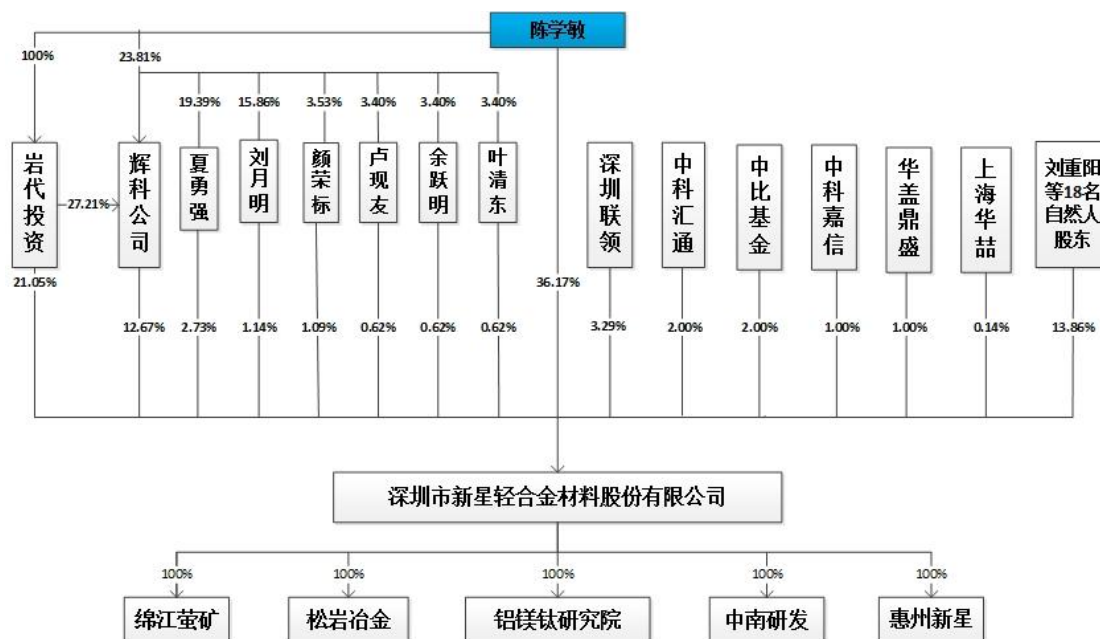 陈学敏
100%
23.81%
19.39%
15.86%
3.53%
3.40%
3.40%
3.40%
岩代投资
27.21%
辉科公司
夏勇强
刘月明
颜荣标
卢现友
余跃明
叶清东
深圳联领
中科汇通
中比基金
中科嘉信
华盖鼎盛
上海华喆
刘重阳
等18名
自然人
股东
21.05%
36.17%
12.67%
2.73%
1.14%
1.09%
0.62%
0.62%
0.62%
3.29%
2.00%
2.00%
1.00%
1.00%
0.14%
13.86%
深圳市新星轻合金材料股份有限公司
100%
100%
100%
100%
100%
绵江萤矿
松岩冶金
铝镁钛研究院
中南研发
惠州新星